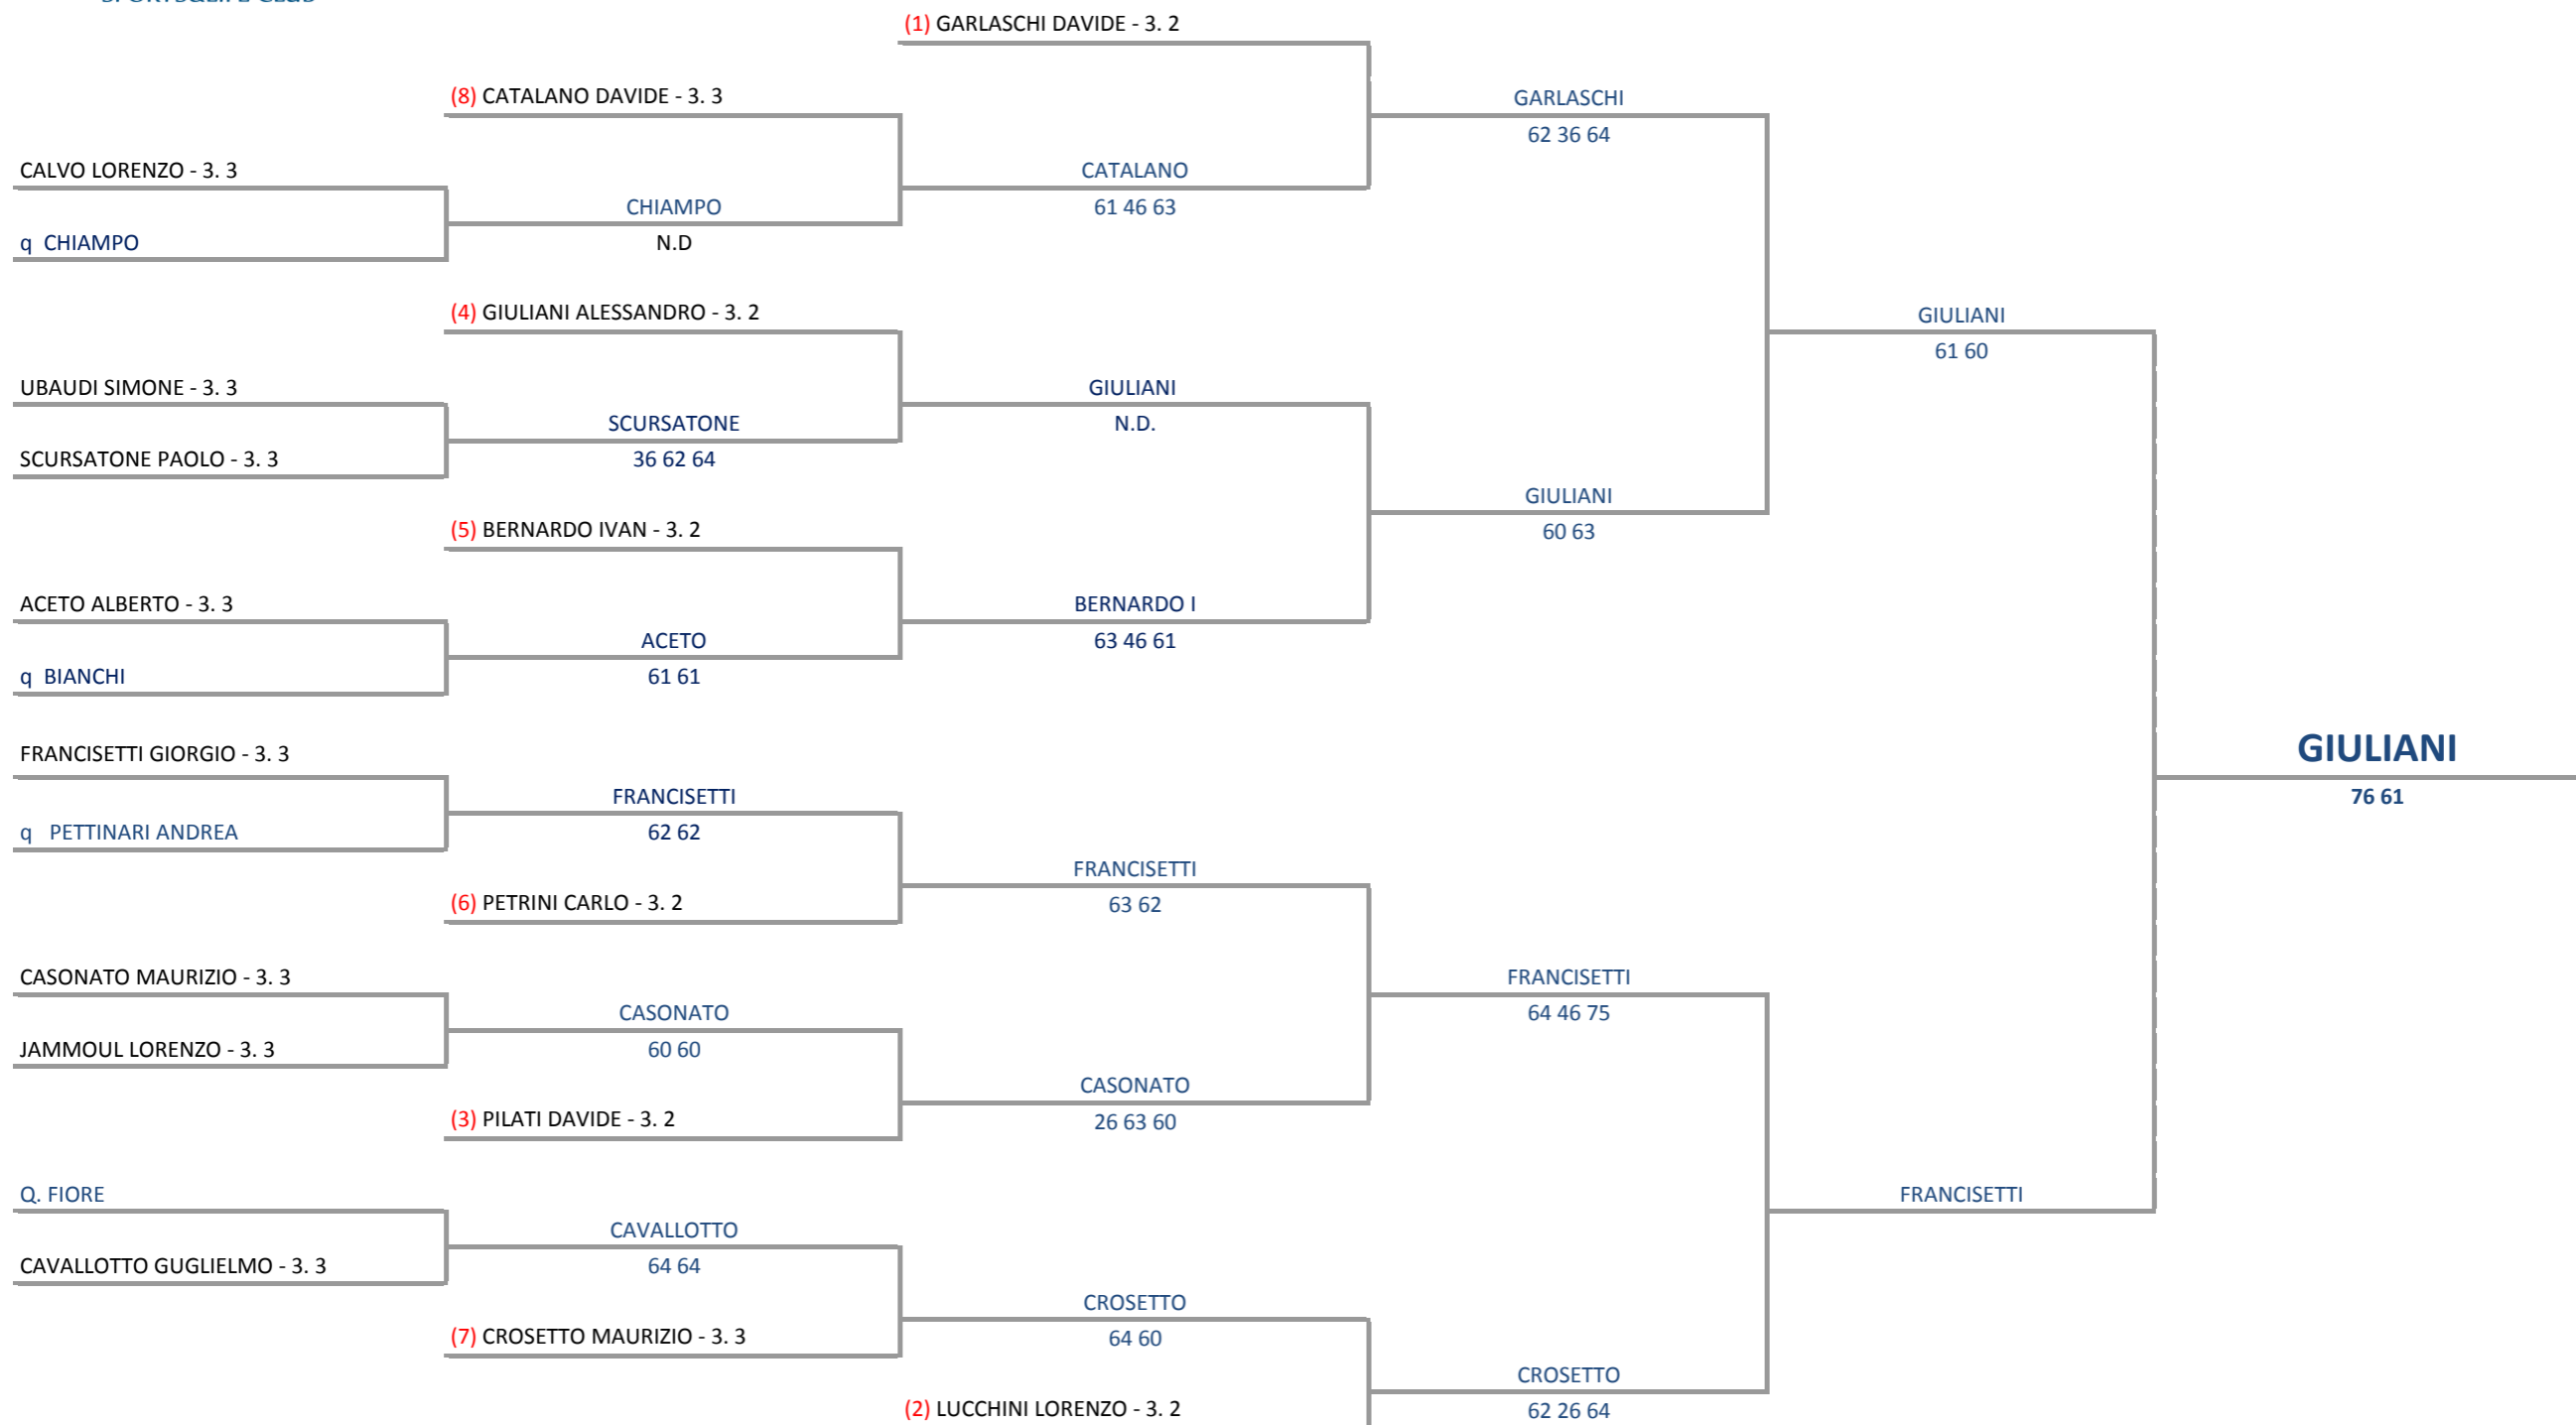 (1) GARLASCHI DAVIDE - 3. 2
(8) CATALANO DAVIDE - 3. 3
GARLASCHI
62 36 64
CALVO LORENZO - 3. 3
CATALANO
61 46 63
CHIAMPO
N.D
q CHIAMPO
(4) GIULIANI ALESSANDRO - 3. 2
GIULIANI
61 60
UBAUDI SIMONE - 3. 3
GIULIANI
N.D.
SCURSATONE
36 62 64
SCURSATONE PAOLO - 3. 3
GIULIANI
60 63
(5) BERNARDO IVAN - 3. 2
ACETO ALBERTO - 3. 3
BERNARDO I
63 46 61
ACETO
61 61
q BIANCHI
FRANCISETTI GIORGIO - 3. 3
GIULIANI
76 61
FRANCISETTI
62 62
q PETTINARI ANDREA
FRANCISETTI
63 62
(6) PETRINI CARLO - 3. 2
CASONATO MAURIZIO - 3. 3
FRANCISETTI
64 46 75
CASONATO
60 60
JAMMOUL LORENZO - 3. 3
CASONATO
26 63 60
(3) PILATI DAVIDE - 3. 2
Q. FIORE
FRANCISETTI
CAVALLOTTO
64 64
CAVALLOTTO GUGLIELMO - 3. 3
CROSETTO
64 60
(7) CROSETTO MAURIZIO - 3. 3
CROSETTO
62 26 64
(2) LUCCHINI LORENZO - 3. 2